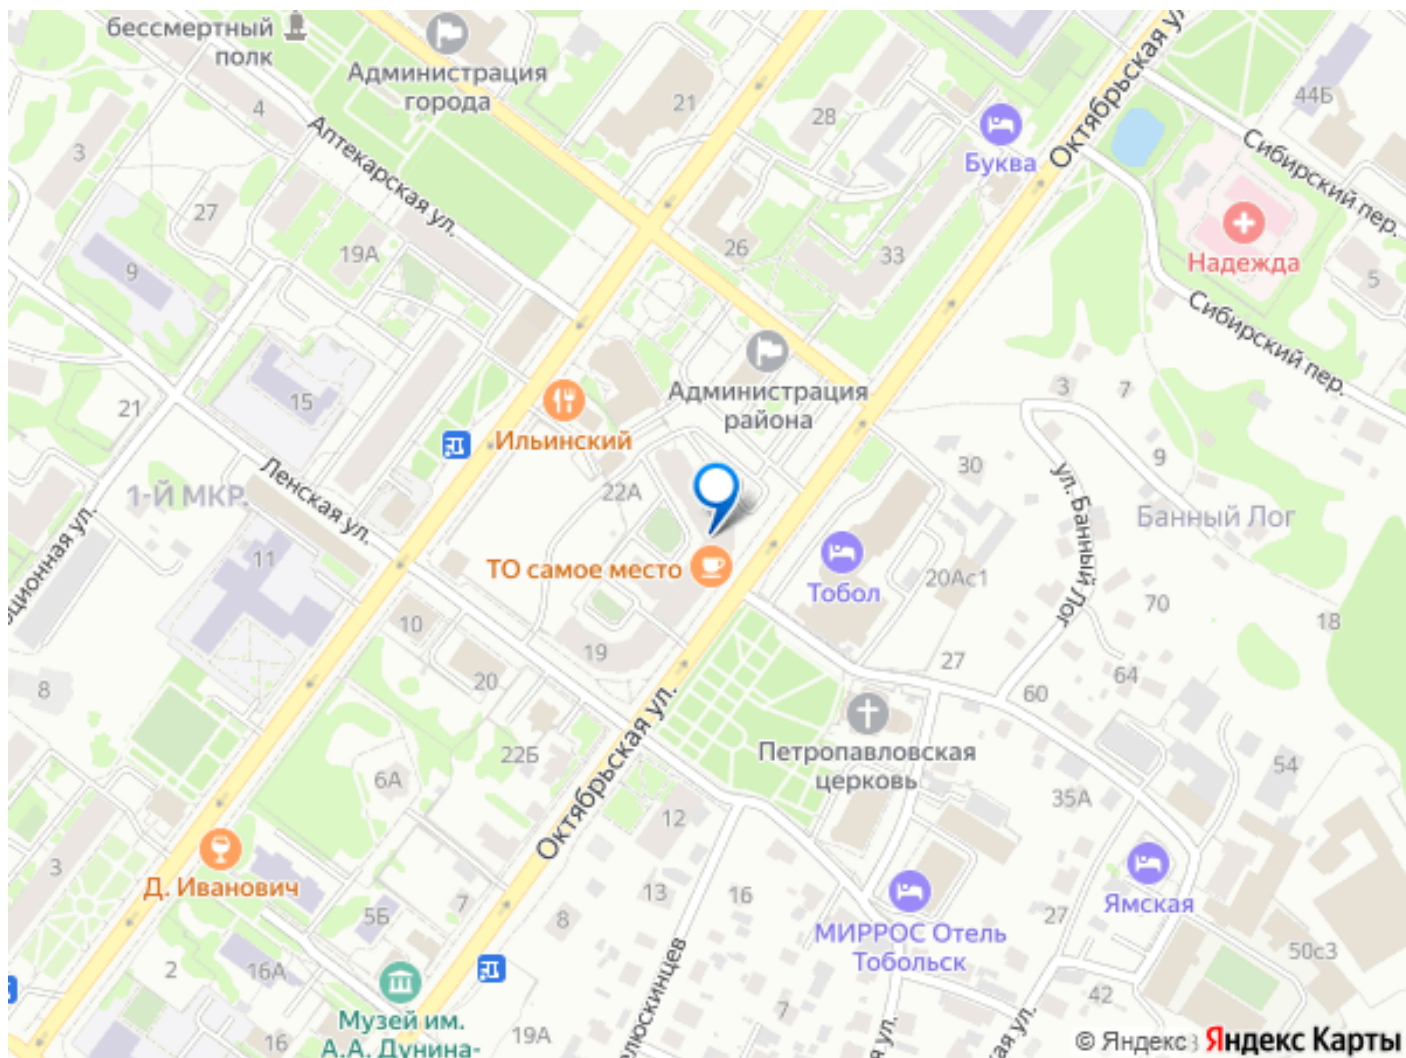 бессмертный
полк
Администрация
города
4
3
Аптекарская ул.
27
19А
9
21
28
26
33
Буква
Октябрьская ул.
44Б
Сибирский пер.
Надежда
5
Сибирский пер.
Администрация
района
Ильинский
15
21
Ленская ул.
1-Й МКР.
11
22А
ТО самое место
Тобол
30
20Ас1
3
7
9
ул. Банный Лог
Банный Лог
70
18
64
60
27
10
19
20
8
22Б
6А
Октябрьская ул.
Петропавловская
церковь
54
35А
12
13
16
8
7
5Б
3
Д. Иванович
2
16А
16
Музей им.
А.А. Дунина-
19А
7
МИРРОС Отель
Тобольск
Ямская
27
42
50с3
© Яндекс
Яндекс Карты